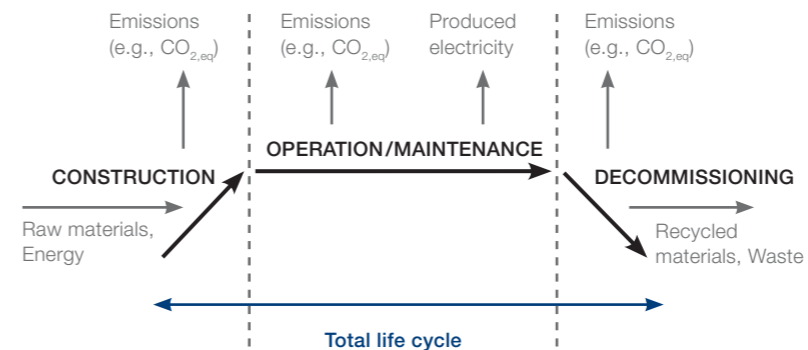 Emissions
(e.g., CO2,eq)
Emissions
(e.g., CO2,eq)
Produced
electricity
Emissions
(e.g., CO2,eq)
CONSTRUCTION
OPERATION/MAINTENANCE
DECOMMISSIONING
Raw materials,
Energy
Recycled
materials, Waste
Total life cycle